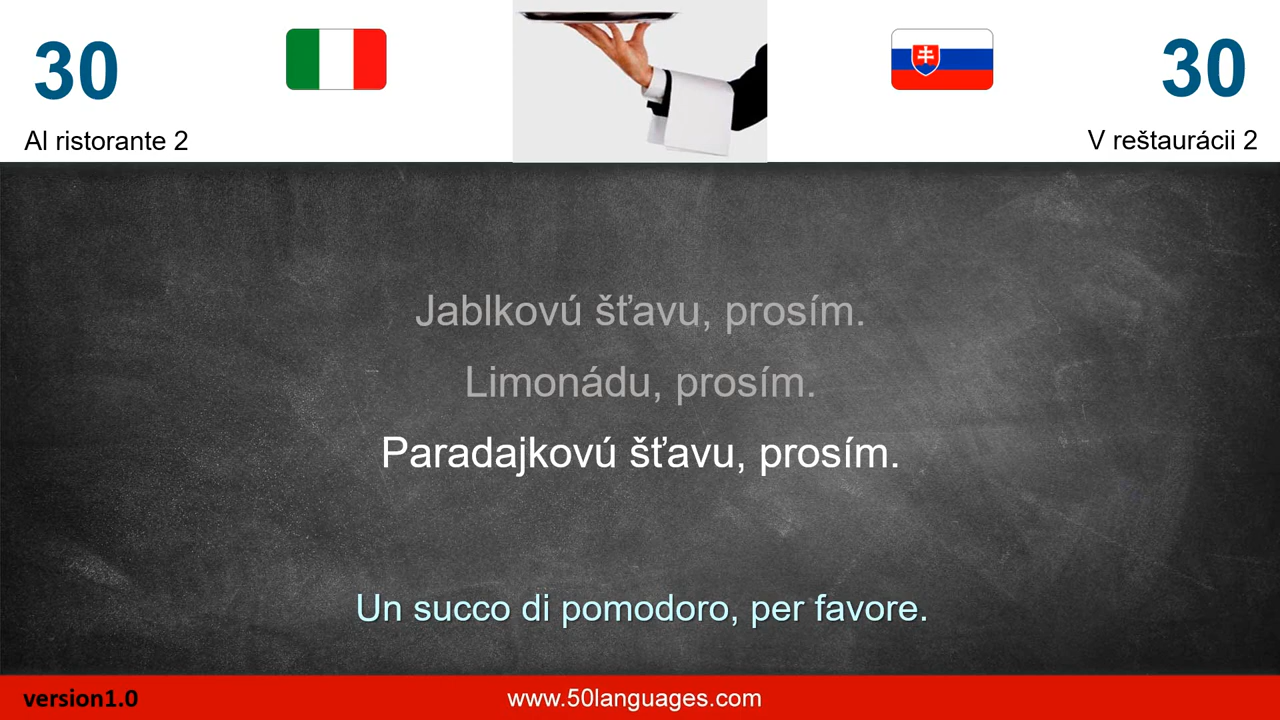 30
30
Al ristorante 2
V reštaurácii 2
Jablkovú šťavu, prosím.
Limonádu, prosím.
Paradajkovú šťavu, prosím.
Un succo di pomodoro, per favore.
version1.0
www.50languages.com